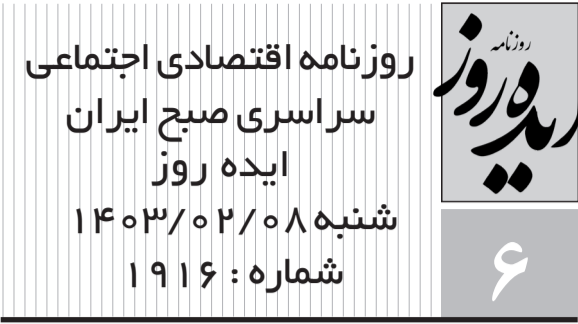 روزنامه
ایده روز
روزنامه اقتصادی اجتماعی
سراسری صبح ایران
ایده روز
شنبه ۱۴۰۳/۰۲/۰۸
شماره : ۱۹۱۶
۶